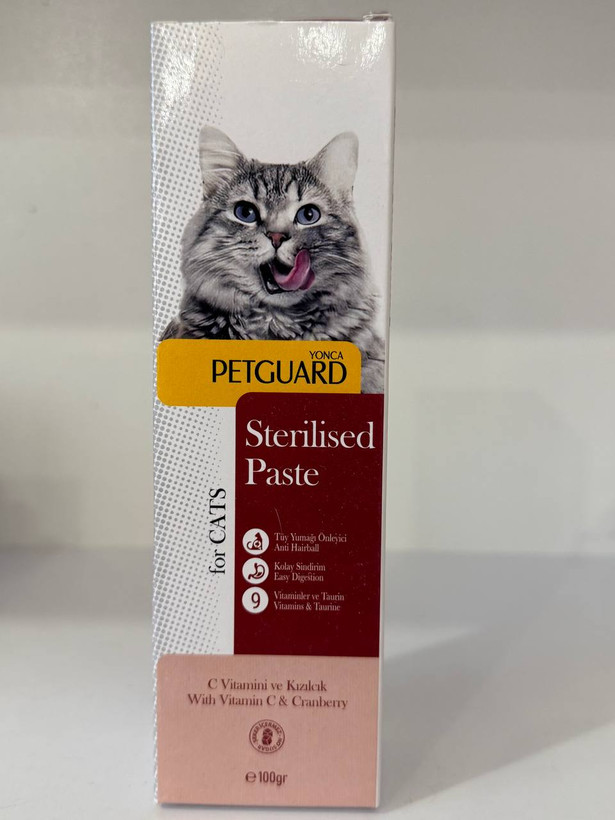 YONCA
PETGUARD
Sterilised
Paste
for CATS
Tüy Yumağı Önleyici
Anti Hairball
Kolay Sindirim
Easy Digestion
9
Vitaminler ve Taurin
Vitamins & Taurine
C Vitamini ve Kızılcık
With Vitamin C & Cranberry
℮100gr